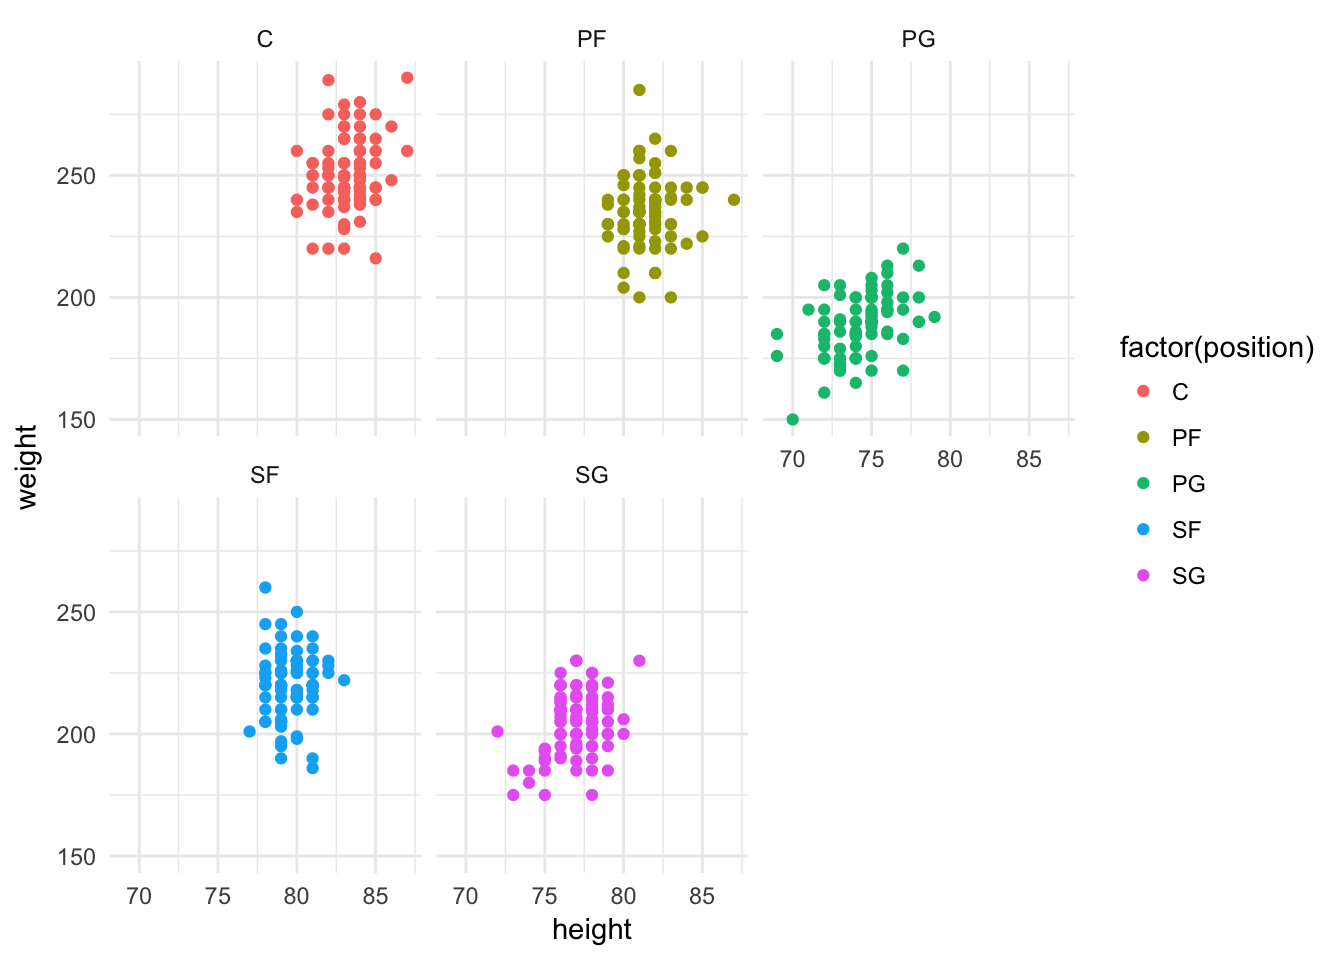 C PF PG
250
200
150
70 75 80 85
SF SG
250
200
150
70 75 80 85 70 75 80 85
height
weight
factor(position)
C
PF
PG
SF
SG